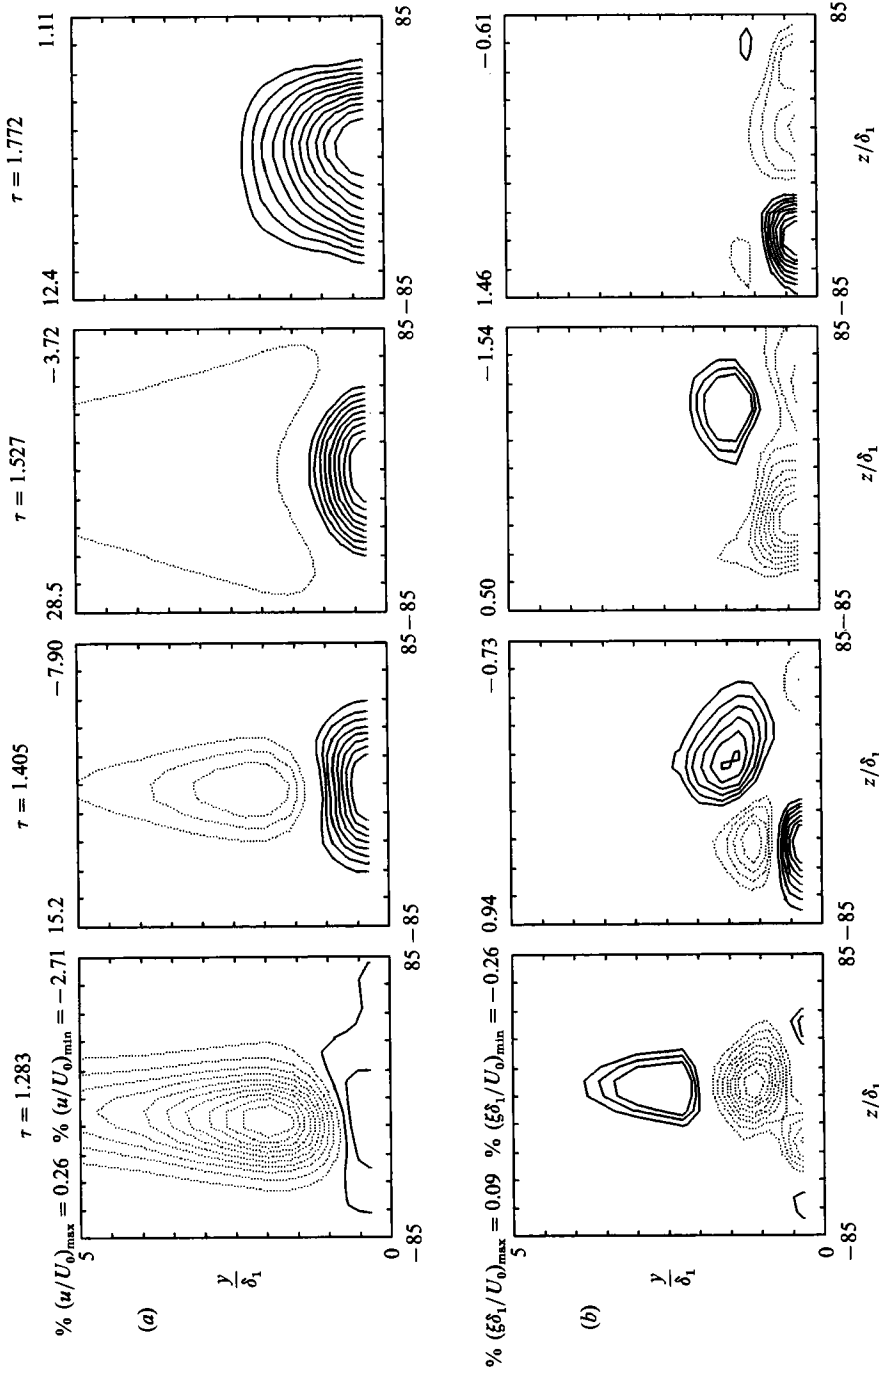 τ = 1.283
τ = 1.405
τ = 1.527
τ = 1.772
% (u/U₀)max = 0.26 % (u/U₀)min = −2.71
15.2 −7.90
28.5 −3.72
12.4 1.11
(a)
5
y/δ₁
0
−85 85
−85 85
−85 85
−85 85
% (ξδ₁/U₀)max = 0.09 % (ξδ₁/U₀)min = −0.26
0.94 −0.73
0.50 −1.54
1.46 −0.61
(b)
5
y/δ₁
0
−85 85
−85 85
−85 85
−85 85
z/δ₁
z/δ₁
z/δ₁
z/δ₁